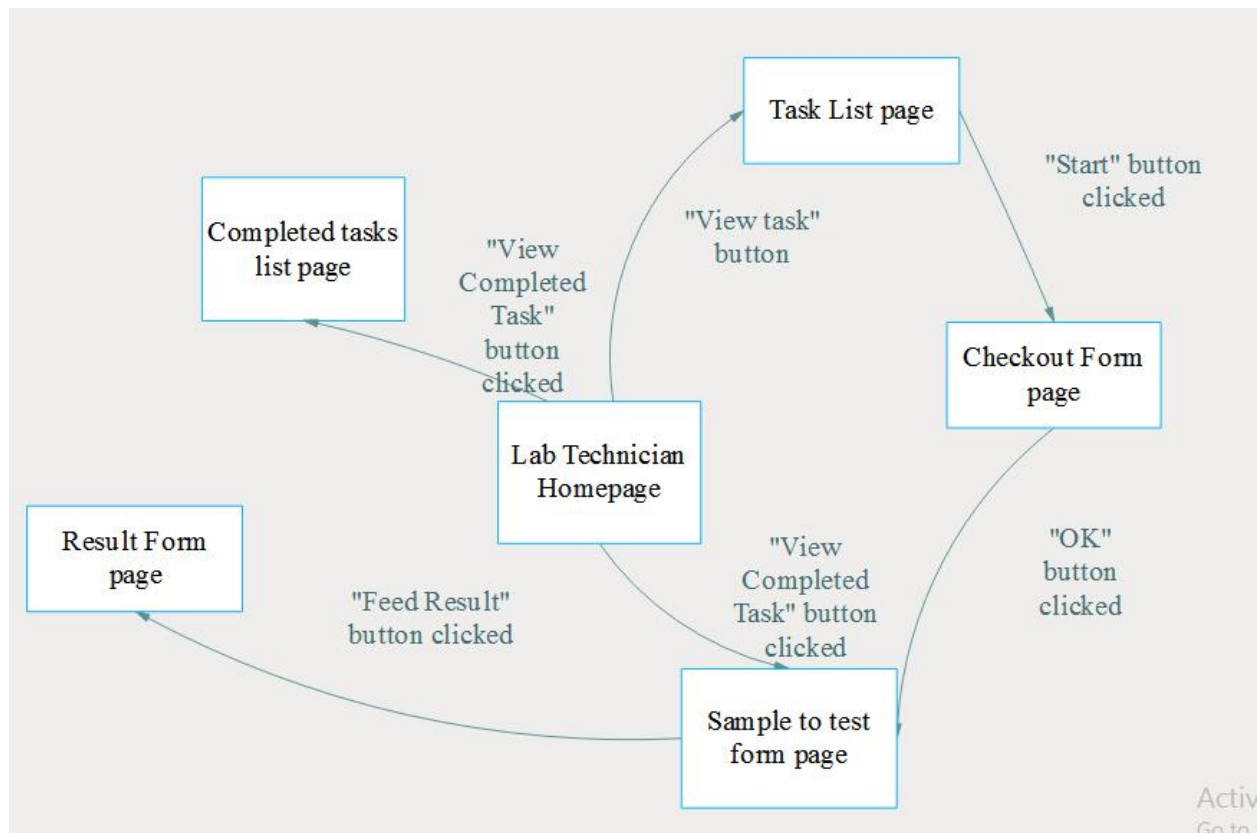 Task List page
"Start" button
clicked
Completed tasks
list page
"View
Completed
Task"
button
clicked
"View task"
button
Checkout Form
page
Lab Technician
Homepage
Result Form
page
"Feed Result"
button clicked
"View
Completed
Task" button
clicked
"OK"
button
clicked
Sample to test
form page
Activ
Go to